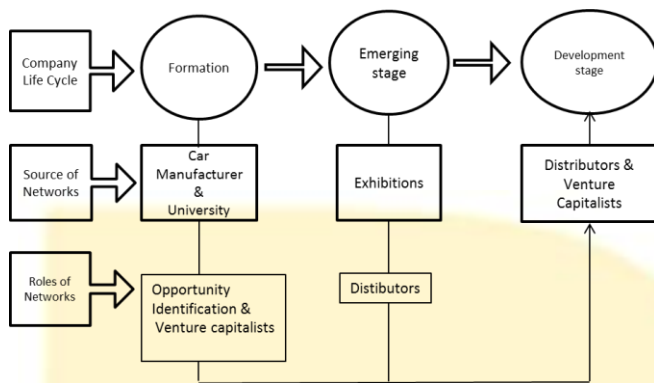 Company
Life Cycle
Formation
Emerging
stage
Development
stage
Source of
Networks
Car
Manufacturer
&
University
Exhibitions
Distributors &
Venture
Capitalists
Roles of
Networks
Opportunity
Identification &
Venture capitalists
Distibutors